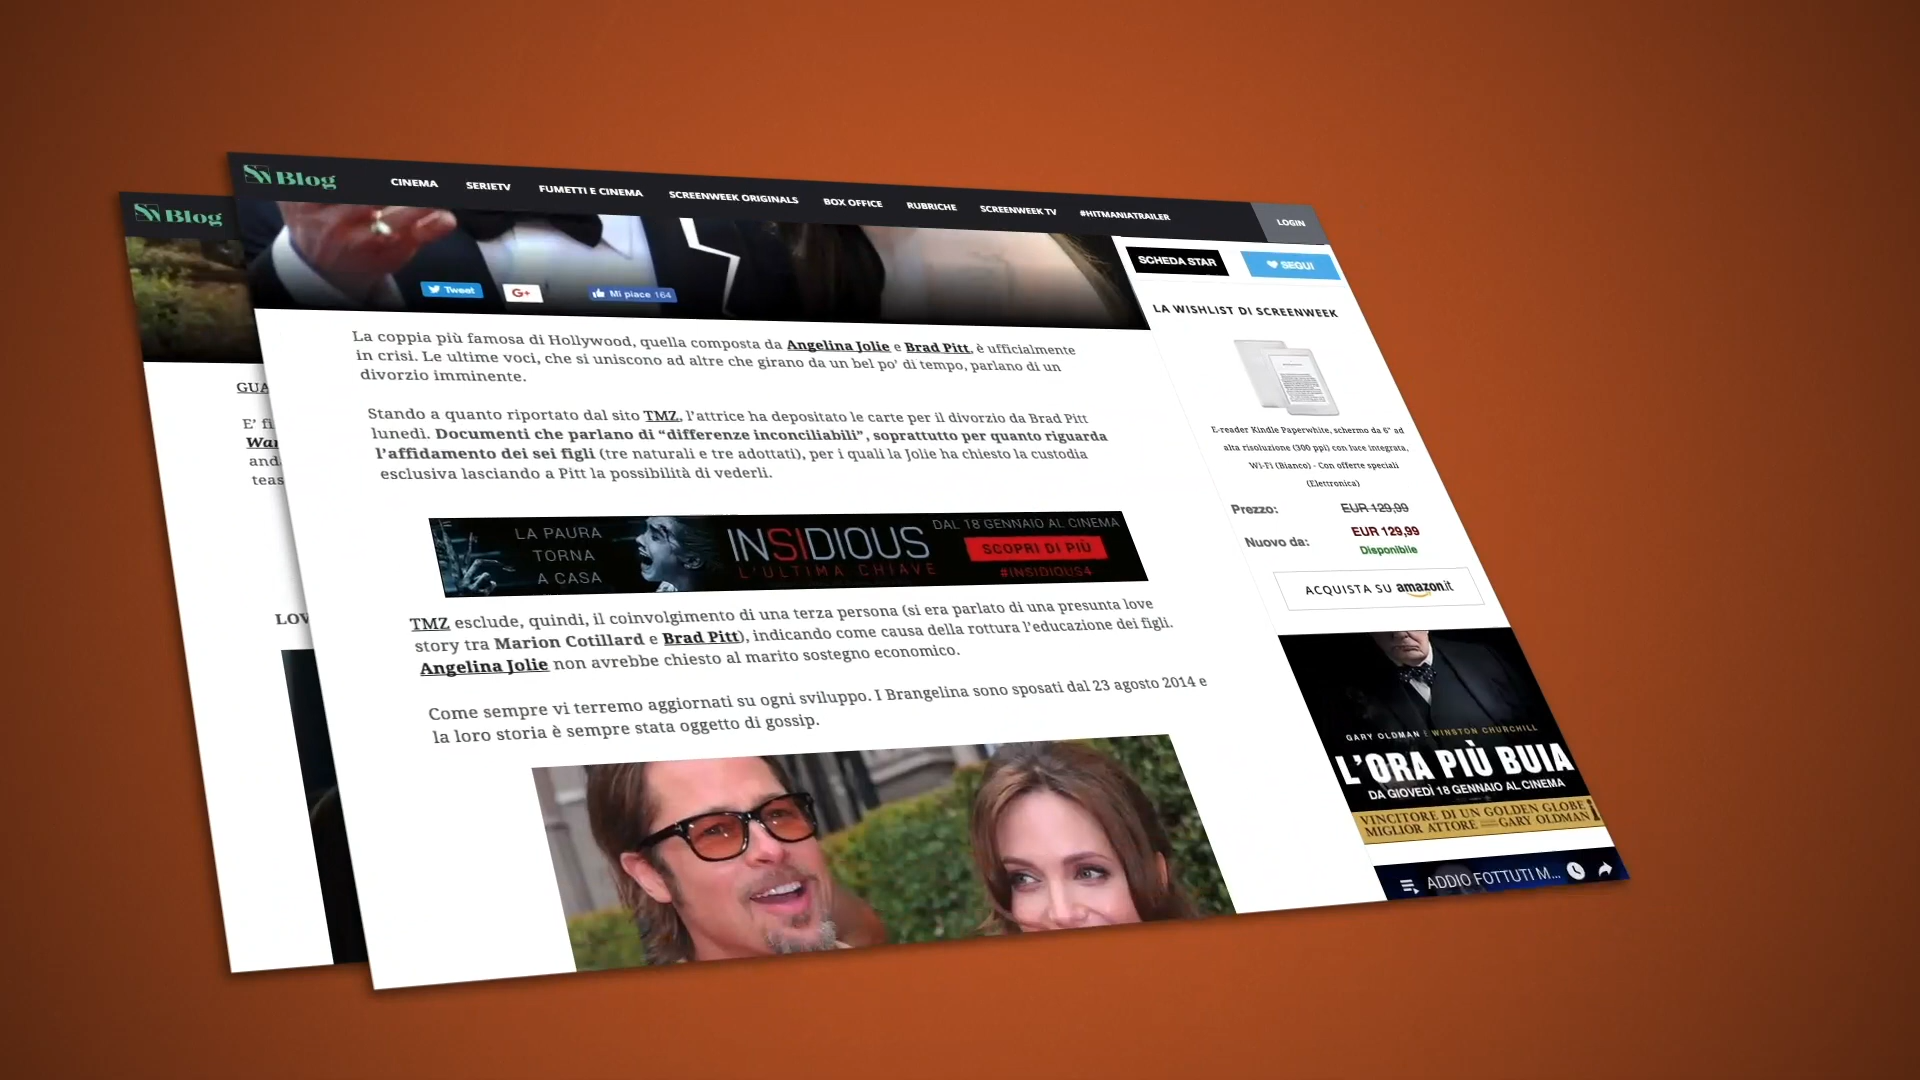 SW Blog
CINEMA
SERIETV
FUMETTI E CINEMA
SCREENWEEK ORIGINALS
BOX OFFICE
RUBRICHE
SCREENWEEK TV
#HITMANIATRAILER
LOGIN
Tweet
G+
Mi piace 164
La coppia più famosa di Hollywood, quella composta da Angelina Jolie e Brad Pitt, è ufficialmente
in crisi. Le ultime voci, che si uniscono ad altre che girano da un bel po' di tempo, parlano di un
divorzio imminente.
Stando a quanto riportato dal sito TMZ, l'attrice ha depositato le carte per il divorzio da Brad Pitt
lunedì. Documenti che parlano di “differenze inconciliabili”, soprattutto per quanto riguarda
l'affidamento dei sei figli (tre naturali e tre adottati), per i quali la Jolie ha chiesto la custodia
esclusiva lasciando a Pitt la possibilità di vederli.
LA PAURA
TORNA
A CASA
INSIDIOUS
L'ULTIMA CHIAVE
DAL 18 GENNAIO AL CINEMA
SCOPRI DI PIÙ
#INSIDIOUS4
TMZ esclude, quindi, il coinvolgimento di una terza persona (si era parlato di una presunta love
story tra Marion Cotillard e Brad Pitt), indicando come causa della rottura l'educazione dei figli.
Angelina Jolie non avrebbe chiesto al marito sostegno economico.
Come sempre vi terremo aggiornati su ogni sviluppo. I Brangelina sono sposati dal 23 agosto 2014 e
la loro storia è sempre stata oggetto di gossip.
SCHEDA STAR
SEGUI
LA WISHLIST DI SCREENWEEK
E-reader Kindle Paperwhite, schermo da 6" ad
alta risoluzione (300 ppi) con luce integrata,
Wi-Fi (Bianco) - Con offerte speciali
(Elettronica)
Prezzo: EUR 129,99
Nuovo da: EUR 129,99
Disponibile
ACQUISTA SU amazon.it
GARY OLDMAN È WINSTON CHURCHILL
L'ORA PIÙ BUIA
DA GIOVEDÌ 18 GENNAIO AL CINEMA
VINCITORE DI UN GOLDEN GLOBE
MIGLIOR ATTORE GARY OLDMAN
ADDIO FOTTUTI M...
SW Blog
GUA
E' fi
War
and
teas
LOV